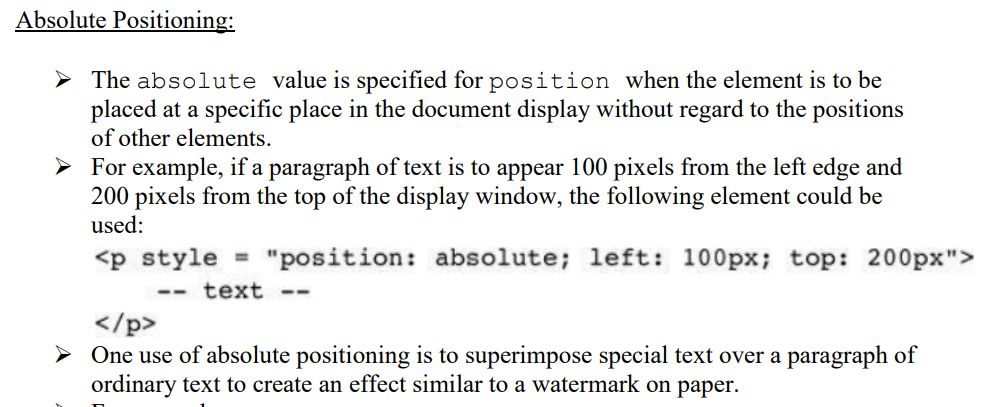 Absolute Positioning:
➢ The absolute value is specified for position when the element is to be
placed at a specific place in the document display without regard to the positions
of other elements.
➢ For example, if a paragraph of text is to appear 100 pixels from the left edge and
200 pixels from the top of the display window, the following element could be
used:
<p style = "position: absolute; left: 100px; top: 200px">
-- text --
</p>
➢ One use of absolute positioning is to superimpose special text over a paragraph of
ordinary text to create an effect similar to a watermark on paper.